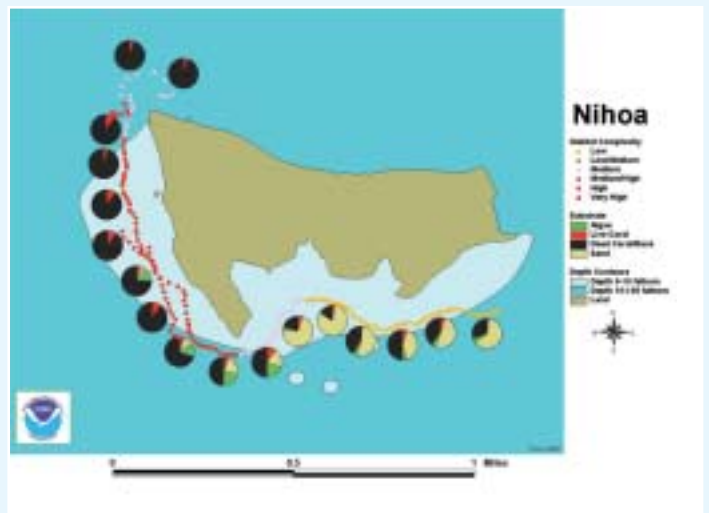 Nihoa
Habitat Complexity
Low
Low/Medium
Medium
Medium/High
High
Very High
Substrate
Algae
Live Coral
Dead Coral/Rock
Sand
Depth Contours
Land
0 0.5 1 Miles